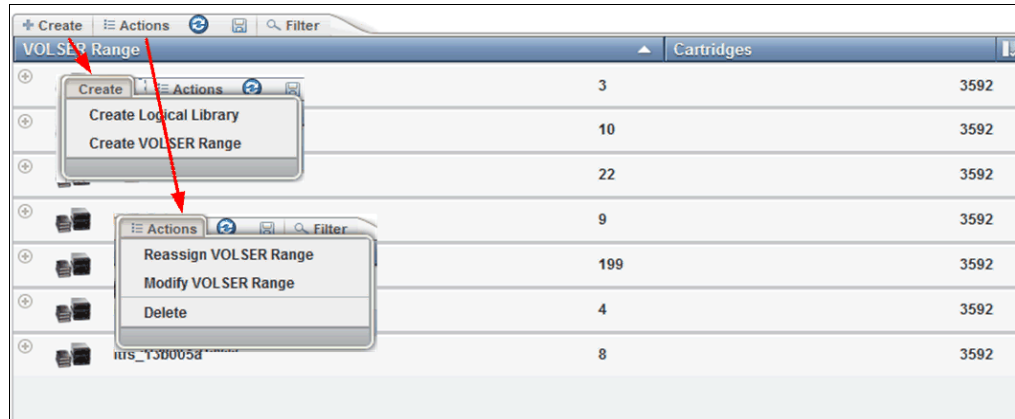 Create Actions Filter
VOLSER Range Cartridges
3 3592
Create Actions
Create Logical Library
10 3592
Create VOLSER Range
22 3592
9 3592
Actions Filter
Reassign VOLSER Range
199 3592
Modify VOLSER Range
Delete
4 3592
8 3592